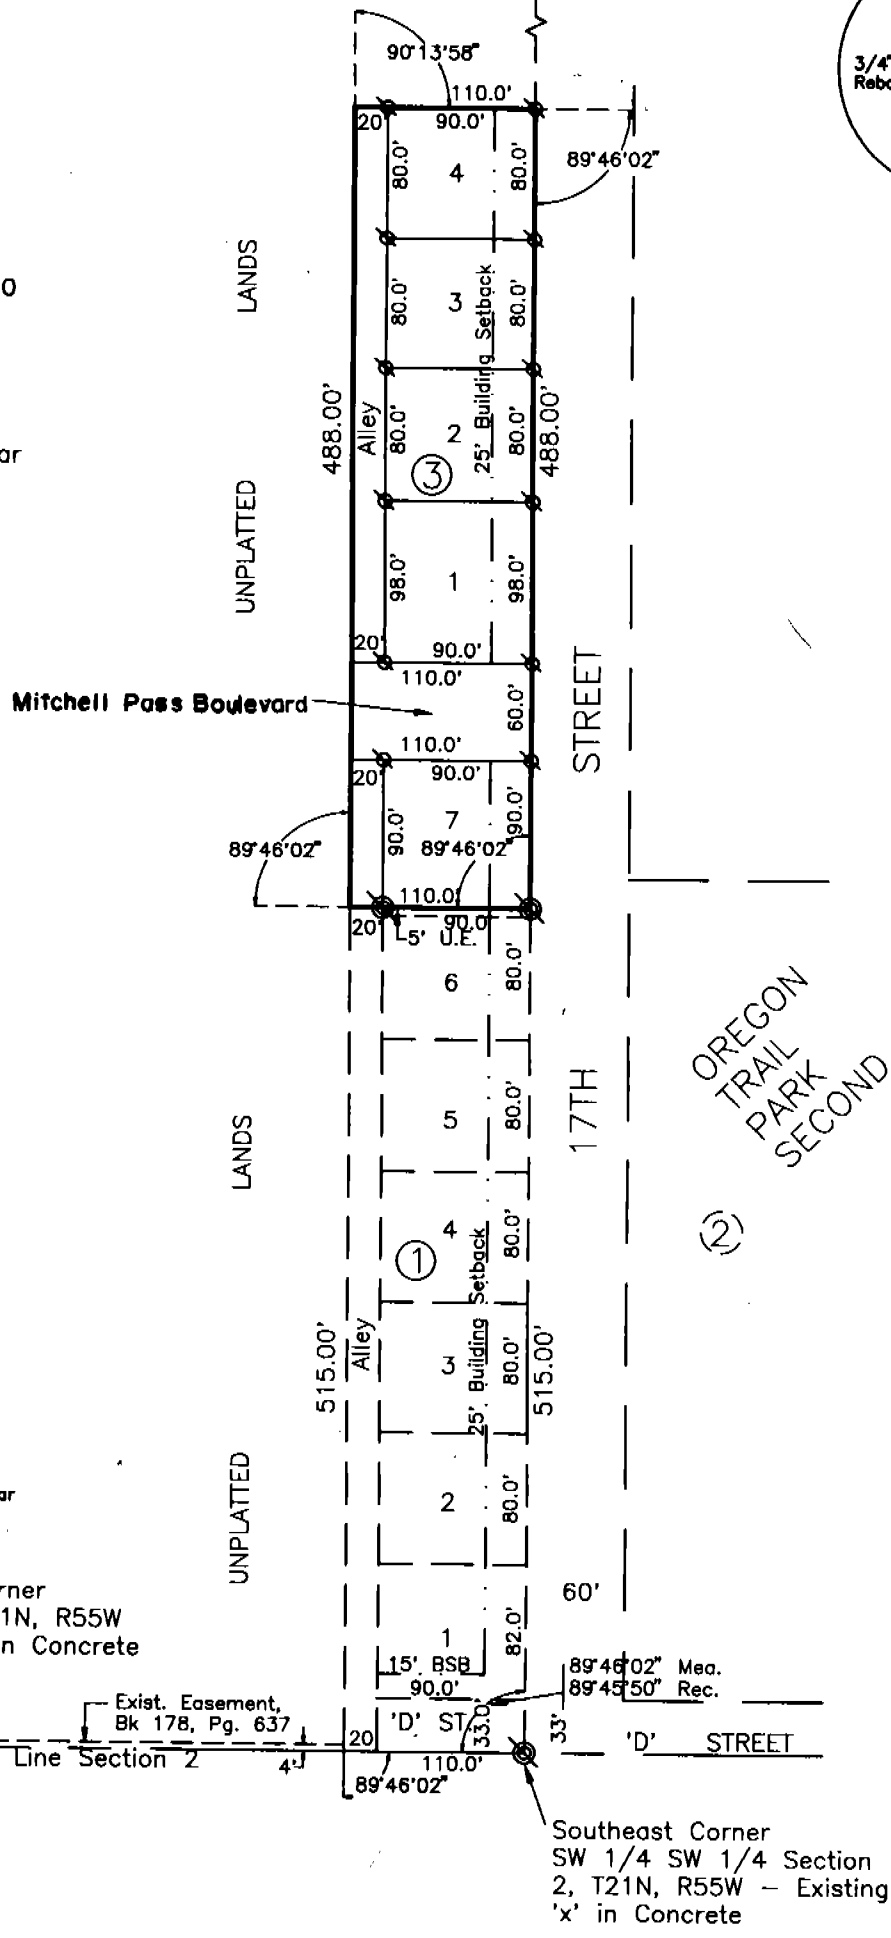 90°13'58"
3/4"
110.0'
20'
90.0'
89°46'02"
80.0'
4
80.0'
LANDS
0
80.0'
3
80.0'
25' Building Setback
488.00'
Alley
80.0'
2
80.0'
488.00'
3
ar
UNPLATTED
98.0'
1
98.0'
20'
90.0'
110.0'
STREET
Mitchell Pass Boulevard
60.0'
110.0'
20'
90.0'
90.0'
7
90.0'
89°46'02"
89°46'02"
110.0'
20'
90.0'
5' U.E.
6
80.0'
OREGON
TRAIL
PARK
SECOND
17TH
LANDS
5
80.0'
2
4
80.0'
1
25' Building Setback
515.00'
Alley
3
80.0'
515.00'
UNPLATTED
2
80.0'
ar
rner
1N, R55W
n Concrete
60'
1
82.0'
15' BSB
90.0'
89°46'02" Mea.
89°45'50" Rec.
Exist. Easement,
Bk 178, Pg. 637
'D' ST.
33.0
33'
'D' STREET
20'
Line Section 2
4'
110.0'
89°46'02"
Southeast Corner
SW 1/4 SW 1/4 Section
2, T21N, R55W – Existing
'x' in Concrete